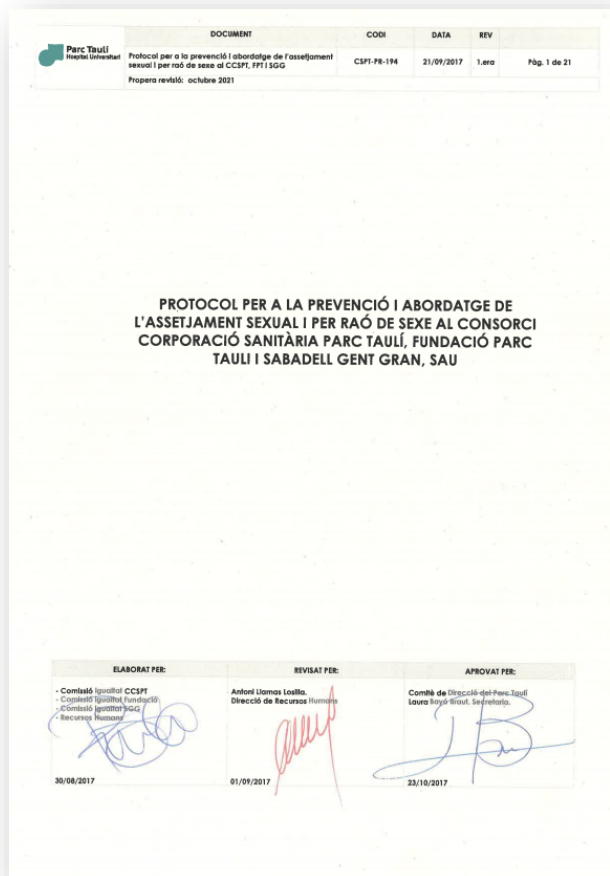 Parc Taulí
Hospital Universitari
DOCUMENT CODI DATA REV
Protocol per a la prevenció i abordatge de l'assetjament
sexual i per raó de sexe al CCSPT, FPT i SGG
CSPT-PR-194 21/09/2017 1.era Pàg. 1 de 21
Propera revisió: octubre 2021
PROTOCOL PER A LA PREVENCIÓ I ABORDATGE DE
L'ASSETJAMENT SEXUAL I PER RAÓ DE SEXE AL CONSORCI
CORPORACIÓ SANITÀRIA PARC TAULÍ, FUNDACIÓ PARC
TAULI I SABADELL GENT GRAN, SAU
ELABORAT PER:
- Comissió Igualtat CCSPT
- Comissió Igualtat Fundació
- Comissió Igualtat SGG
- Recursos Humans
30/08/2017
REVISAT PER:
Antoni Llamas Losilla.
Direcció de Recursos Humans
01/09/2017
APROVAT PER:
Comitè de Direcció del Parc Taulí
Laura Bayó Braut. Secretaria.
23/10/2017